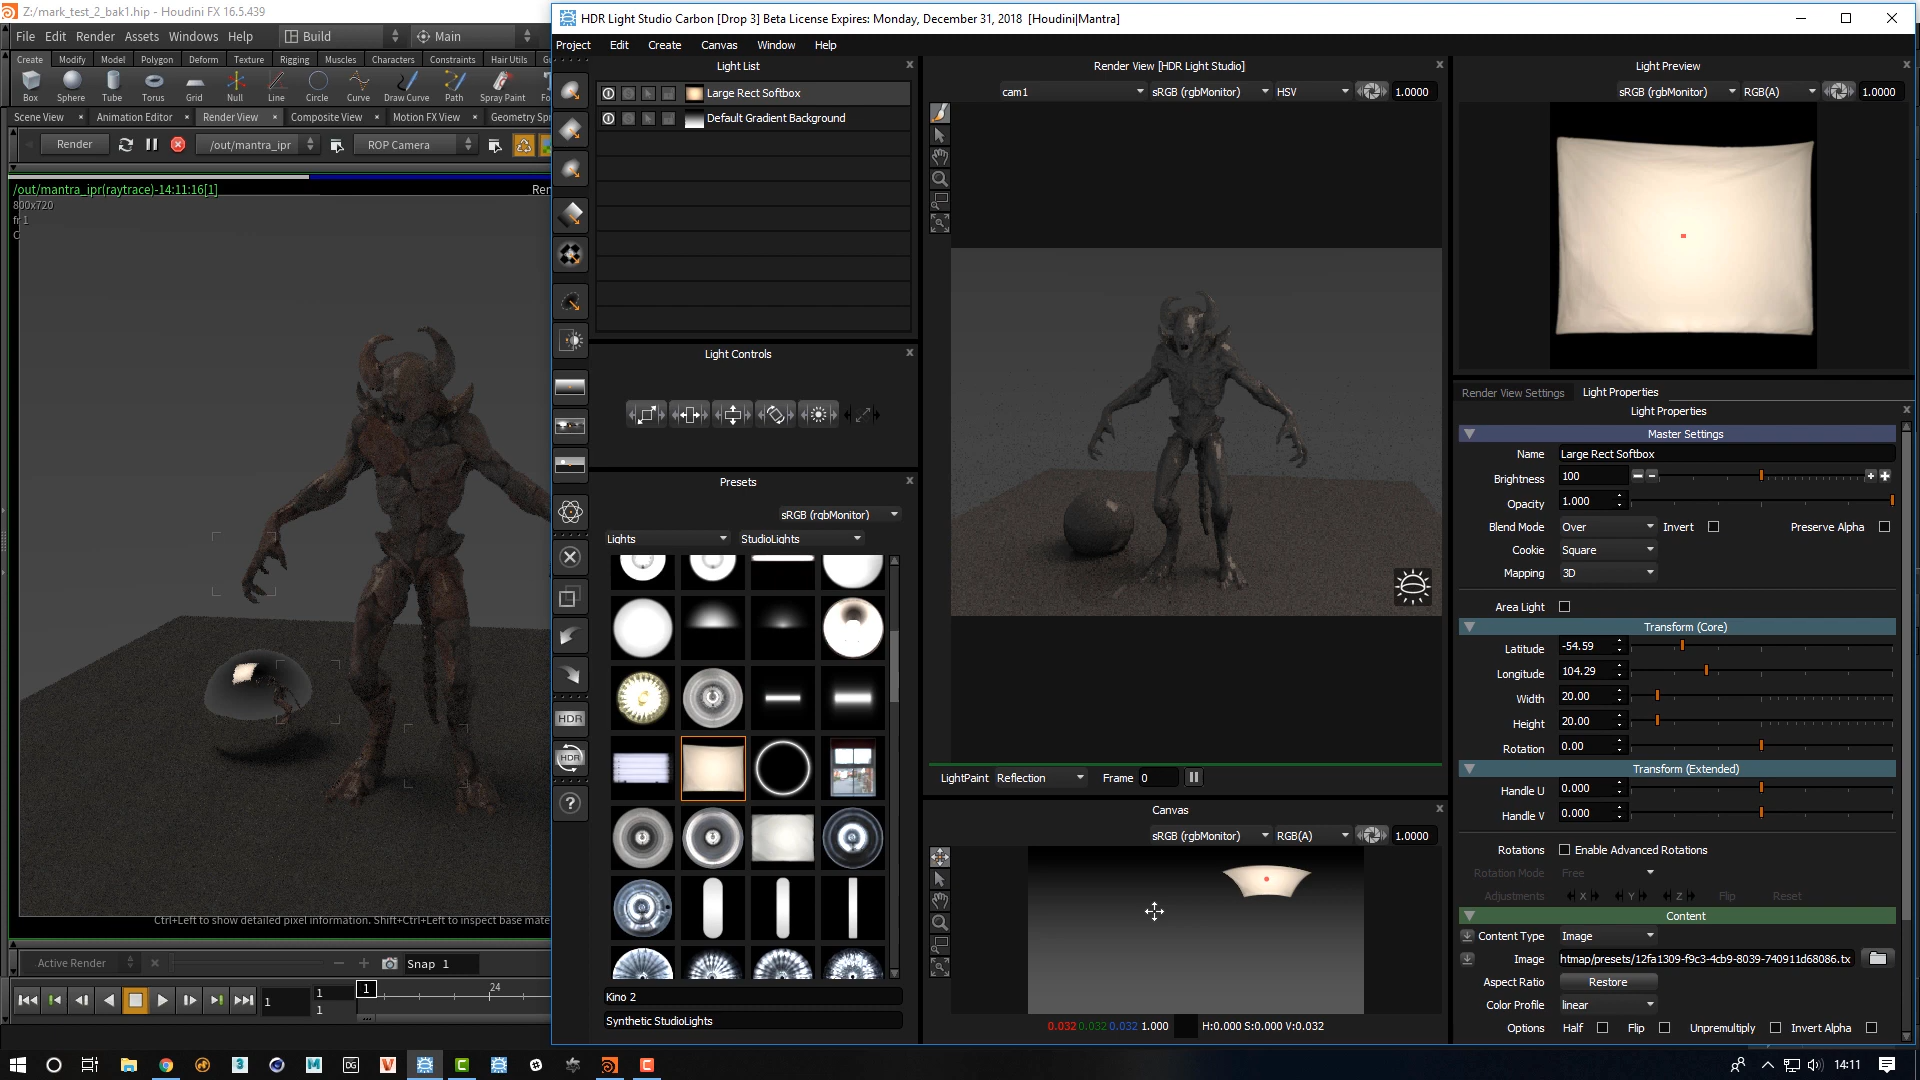 Z:/mark_test_2_bak1.hip - Houdini FX 16.5.439
File Edit Render Assets Windows Help Build Main
Create Modify Model Polygon Deform Texture Rigging Muscles Characters Constraints Hair Utils
Box Sphere Tube Torus Grid Null Line Circle Curve Draw Curve Path Spray Paint
Scene View Animation Editor Render View Composite View Motion FX View Geometry Spr
Render /out/mantra_ipr ROP Camera
/out/mantra_ipr(raytrace)-14:11:16[1] Ren
800x720
fr 1
C
Ctrl+Left to show detailed pixel information. Shift+Ctrl+Left to inspect base mate
Active Render Snap 1
1 1 1 1 24
HDR Light Studio Carbon [Drop 3] Beta License Expires: Monday, December 31, 2018 [Houdini|Mantra]
Project Edit Create Canvas Window Help
Light List
Large Rect Softbox
Default Gradient Background
Light Controls
Presets
sRGB (rgbMonitor)
Lights StudioLights
Kino 2
Synthetic StudioLights
HDR
HDR
?
Render View [HDR Light Studio]
cam1 sRGB (rgbMonitor) HSV 1.0000
LightPaint Reflection Frame 0
Canvas
sRGB (rgbMonitor) RGB(A) 1.0000
0.032 0.032 0.032 1.000 H:0.000 S:0.000 V:0.032
Light Preview
sRGB (rgbMonitor) RGB(A) 1.0000
Render View Settings Light Properties
Light Properties
Master Settings
Name Large Rect Softbox
Brightness 100
Opacity 1.000
Blend Mode Over Invert Preserve Alpha
Cookie Square
Mapping 3D
Area Light
Transform (Core)
Latitude -54.59
Longitude 104.29
Width 20.00
Height 20.00
Rotation 0.00
Transform (Extended)
Handle U 0.000
Handle V 0.000
Rotations Enable Advanced Rotations
Rotation Mode Free
Adjustments X Y Z Flip Reset
Content
Content Type Image
Image htmap/presets/12fa1309-f9c3-4cb9-8039-740911d68086.tx
Aspect Ratio Restore
Color Profile linear
Options Half Flip Unpremultiply Invert Alpha
14:11